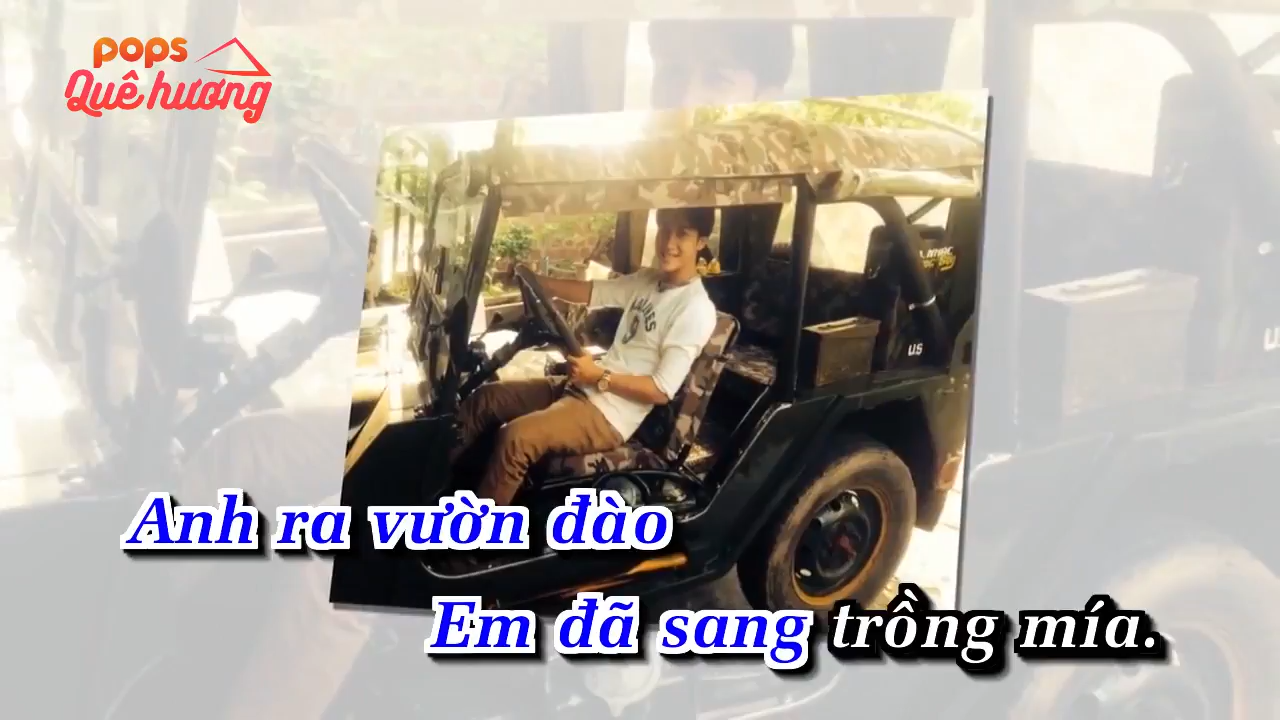 pops
Quê hương
U.S
U.S
Anh ra vườn đào
Em đã sang trồng mía.